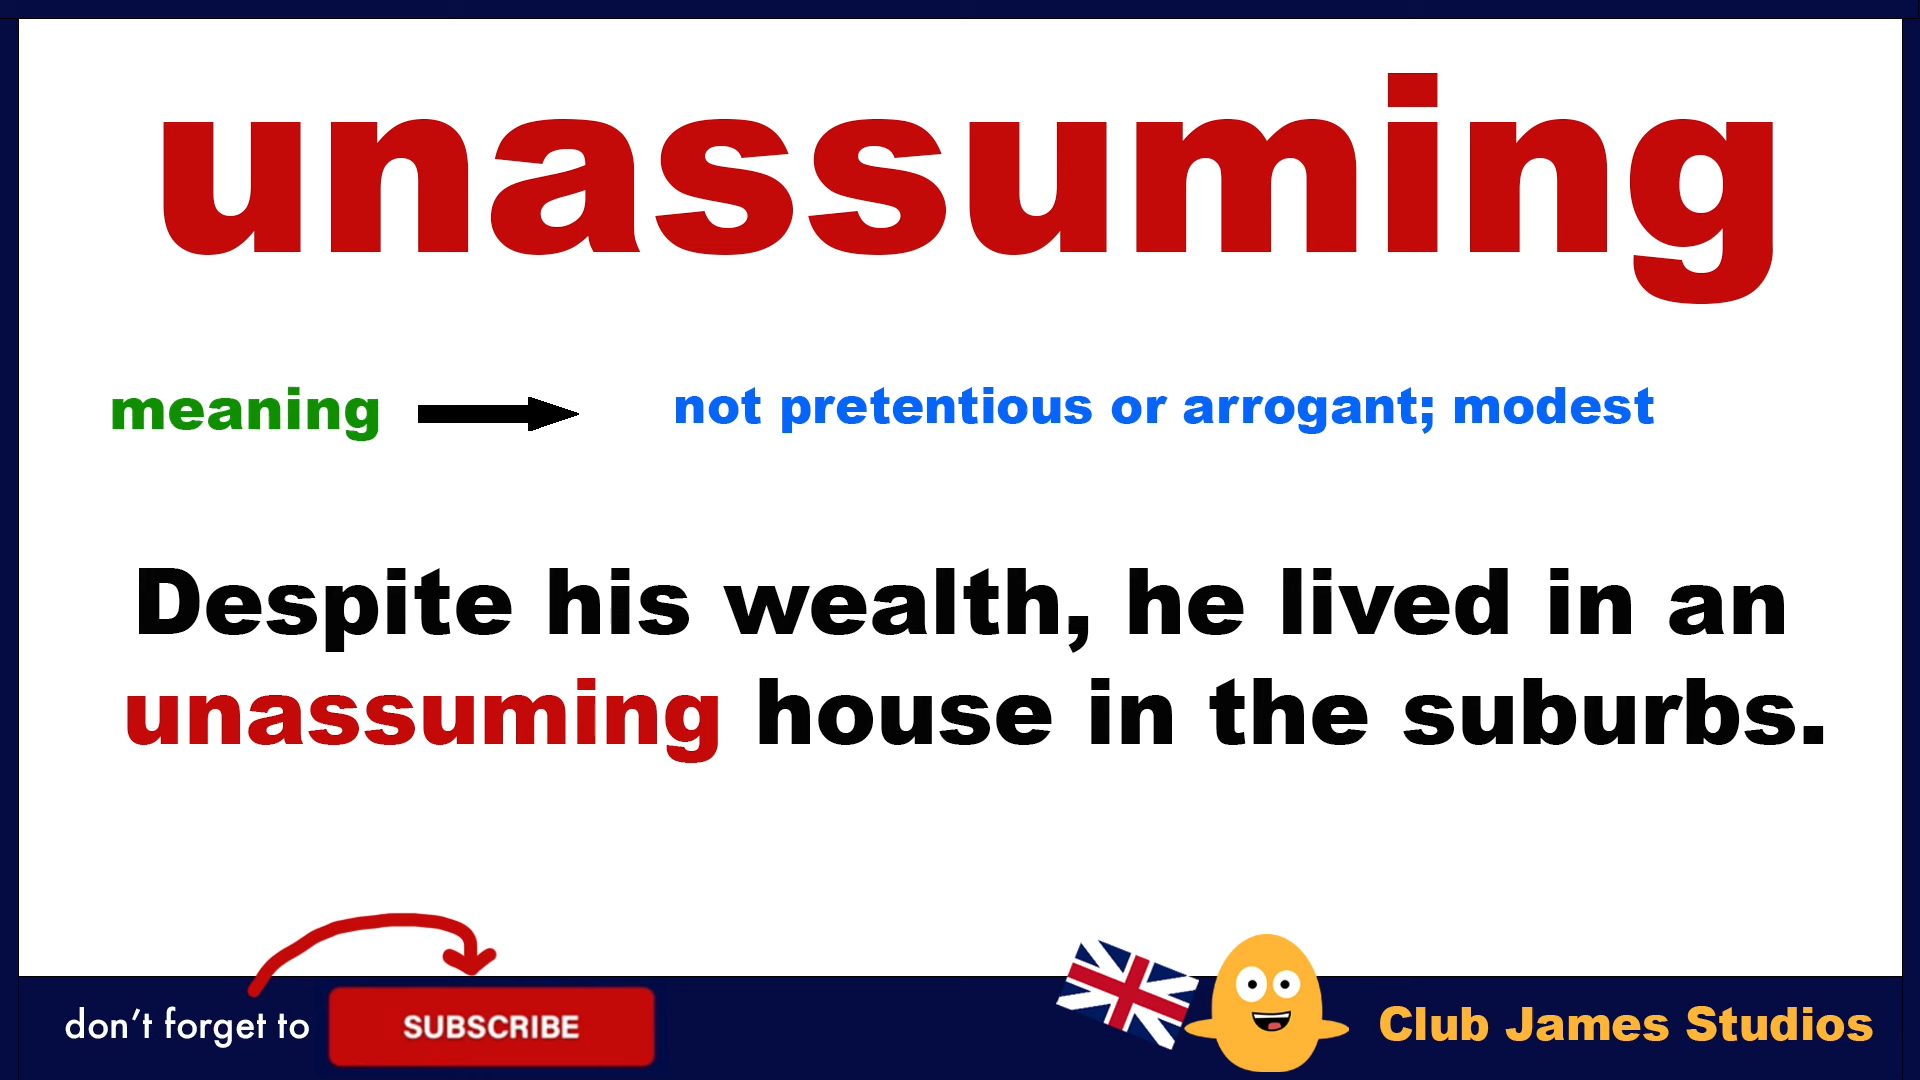 unassuming
meaning not pretentious or arrogant; modest
Despite his wealth, he lived in an
unassuming house in the suburbs.
don't forget to SUBSCRIBE
Club James Studios